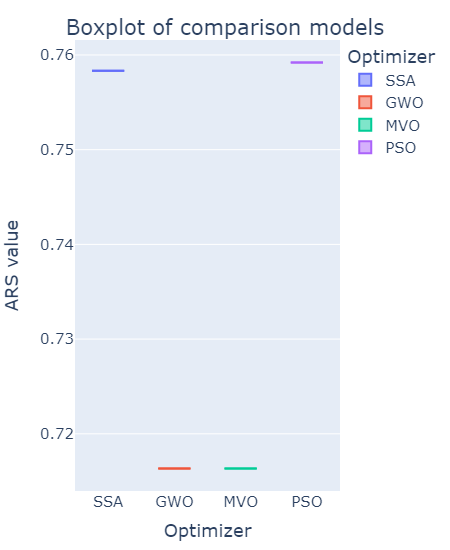 Boxplot of comparison models
Optimizer
SSA
GWO
MVO
PSO
ARS value
0.76
0.75
0.74
0.73
0.72
SSA GWO MVO PSO
Optimizer